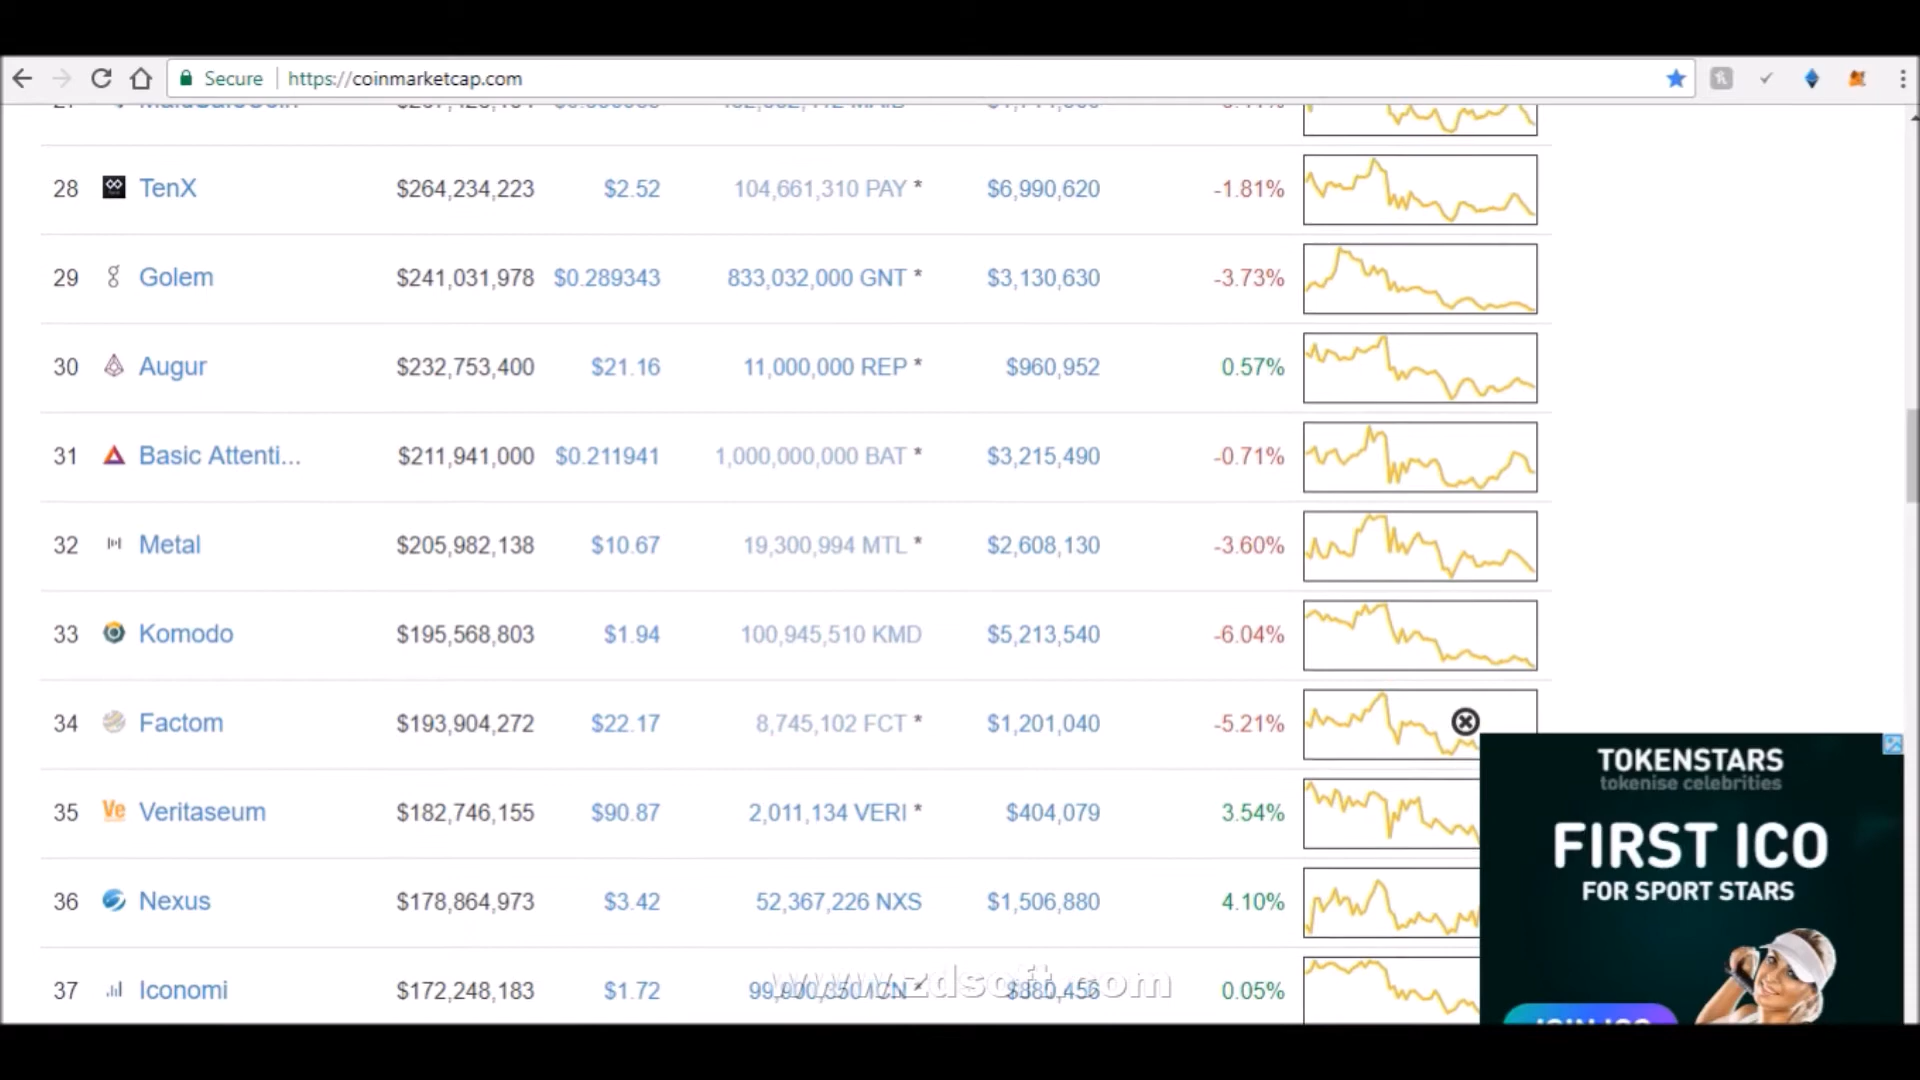 Secure https://coinmarketcap.com
28 TenX $264,234,223 $2.52 104,661,310 PAY * $6,990,620 -1.81%
29 Golem $241,031,978 $0.289343 833,032,000 GNT * $3,130,630 -3.73%
30 Augur $232,753,400 $21.16 11,000,000 REP * $960,952 0.57%
31 Basic Attenti... $211,941,000 $0.211941 1,000,000,000 BAT * $3,215,490 -0.71%
32 Metal $205,982,138 $10.67 19,300,994 MTL * $2,608,130 -3.60%
33 Komodo $195,568,803 $1.94 100,945,510 KMD $5,213,540 -6.04%
34 Factom $193,904,272 $22.17 8,745,102 FCT * $1,201,040 -5.21%
TOKENSTARS
tokenise celebrities
35 Ve Veritaseum $182,746,155 $90.87 2,011,134 VERI * $404,079 3.54%
FIRST ICO
FOR SPORT STARS
36 Nexus $178,864,973 $3.42 52,367,226 NXS $1,506,880 4.10%
37 Iconomi $172,248,183 $1.72 $880,456 0.05%
www.zdsoft.com
JOIN ICO